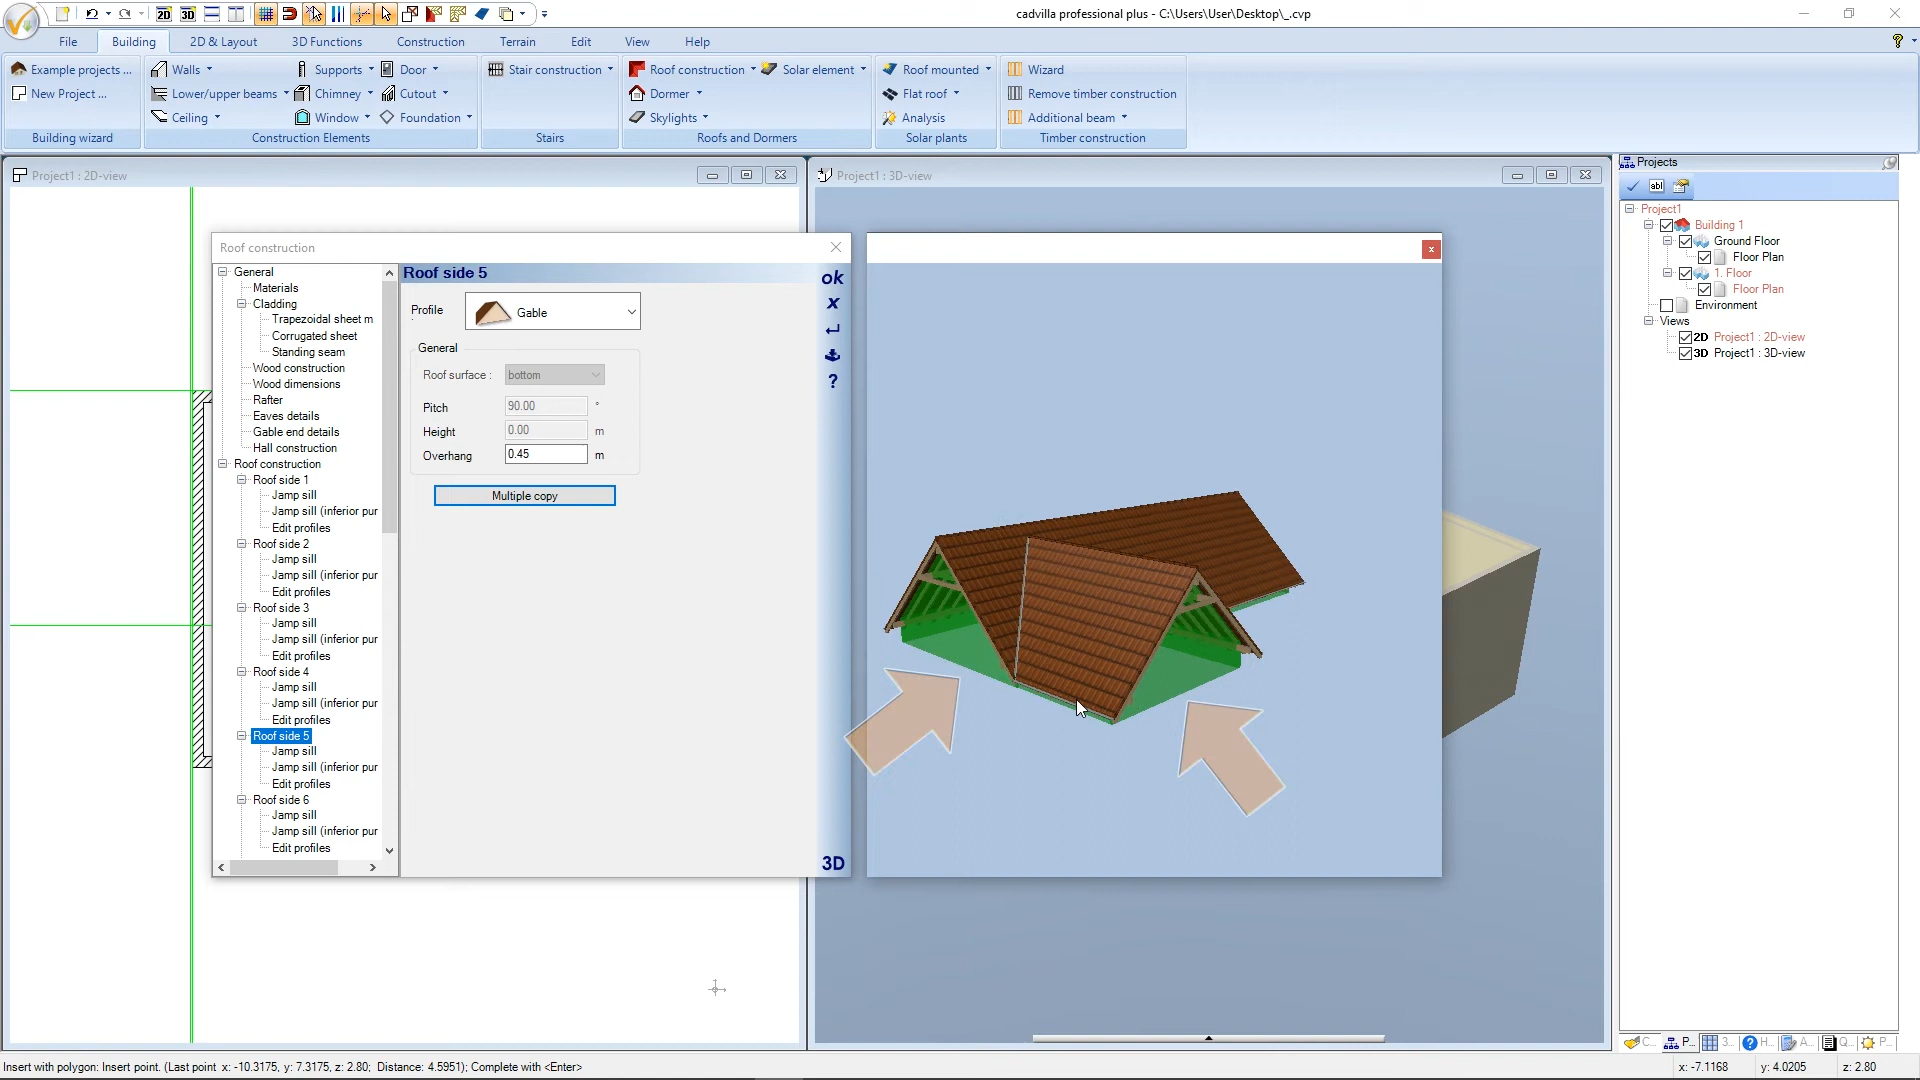 cadvilla professional plus - C:\Users\User\Desktop\_.cvp
File Building 2D & Layout 3D Functions Construction Terrain Edit View Help
Example projects ...
New Project ...
Building wizard
Walls
Lower/upper beams
Ceiling
Supports
Chimney
Window
Door
Cutout
Foundation
Construction Elements
Stair construction
Stairs
Roof construction
Dormer
Skylights
Solar element
Roofs and Dormers
Roof mounted
Flat roof
Analysis
Solar plants
Wizard
Remove timber construction
Additional beam
Timber construction
Project1 : 2D-view
Project1 : 3D-view
Roof construction
General
Materials
Cladding
Trapezoidal sheet m
Corrugated sheet
Standing seam
Wood construction
Wood dimensions
Rafter
Eaves details
Gable end details
Hall construction
Roof construction
Roof side 1
Jamp sill
Jamp sill (inferior pur
Edit profiles
Roof side 2
Jamp sill
Jamp sill (inferior pur
Edit profiles
Roof side 3
Jamp sill
Jamp sill (inferior pur
Edit profiles
Roof side 4
Jamp sill
Jamp sill (inferior pur
Edit profiles
Roof side 5
Jamp sill
Jamp sill (inferior pur
Edit profiles
Roof side 6
Jamp sill
Jamp sill (inferior pur
Edit profiles
Roof side 5
Profile
:
Gable
General
Roof surface : bottom
Pitch 90.00 °
Height 0.00 m
Overhang 0.45 m
Multiple copy
ok
x
?
3D
Projects
abl
Project1
Building 1
Ground Floor
Floor Plan
1. Floor
Floor Plan
Environment
Views
2D Project1 : 2D-view
3D Project1 : 3D-view
C... P... 3... H... A... Q... P...
Insert with polygon: Insert point. (Last point x: -10.3175, y: 7.3175, z: 2.80; Distance: 4.5951); Complete with <Enter>
x: -7.1168 y: 4.0205 z: 2.80